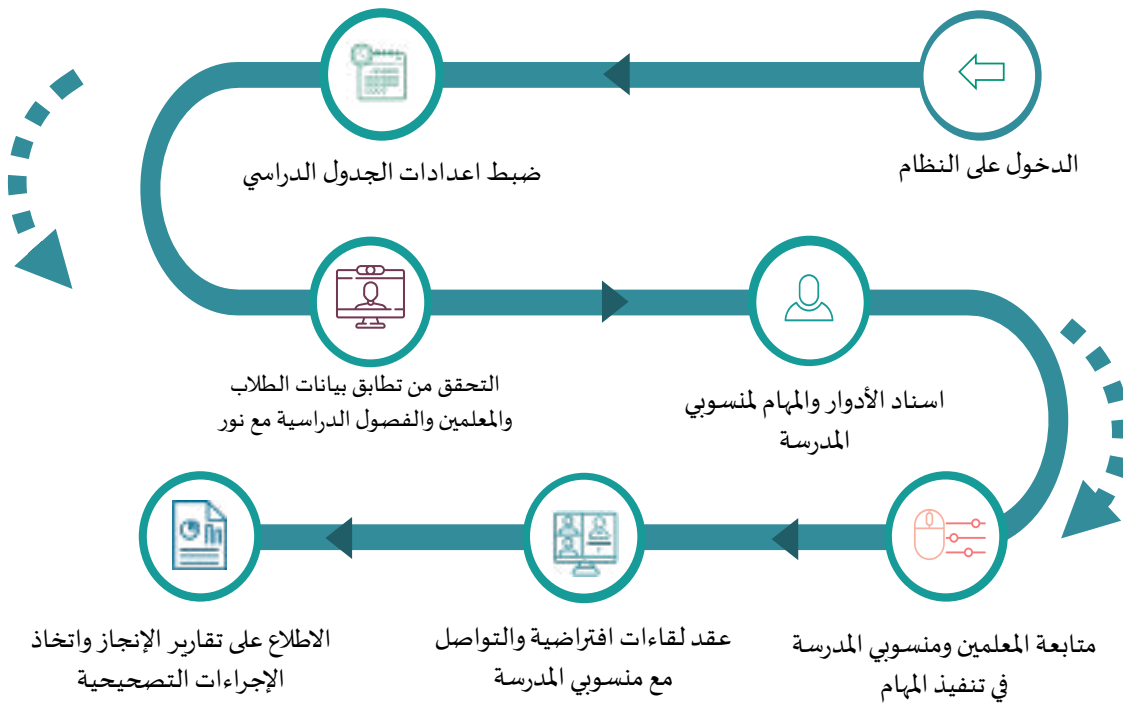 الدخول على النظام
ضبط اعدادات الجدول الدراسي
التحقق من تطابق بيانات الطلاب
والمعلمين والفصول الدراسية مع نور
اسناد الأدوار والمهام لمنسوبي
المدرسة
متابعة المعلمين ومنسوبي المدرسة
في تنفيذ المهام
عقد لقاءات افتراضية والتواصل
مع منسوبي المدرسة
الاطلاع على تقارير الإنجاز واتخاذ
الإجراءات التصحيحية